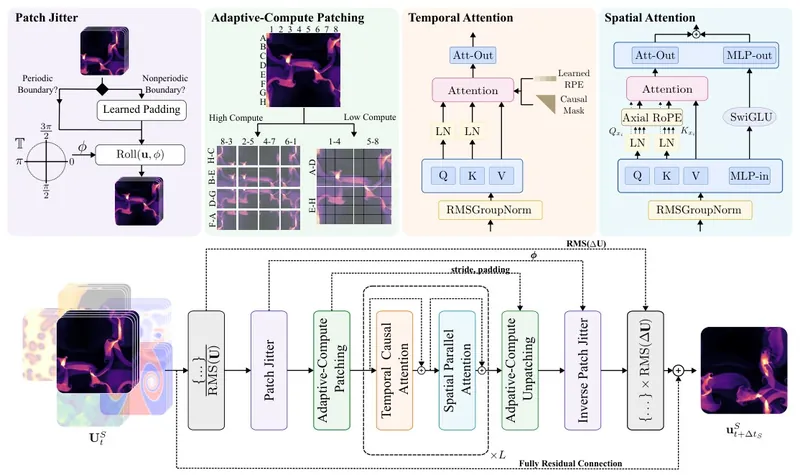 Patch Jitter
Periodic
Boundary?
Nonperiodic
Boundary?
Learned Padding
𝕋
3π
2
π
0
π
2
ϕ
Roll(u, ϕ)
Adaptive-Compute Patching
1 2 3 4 5 6 7 8
A
B
C
D
E
F
G
H
High Compute
Low Compute
8-3 2-5 4-7 6-1
H-C
B-E
D-G
F-A
1-4 5-8
A-D
E-H
Temporal Attention
Att-Out
Attention
Learned
RPE
Causal
Mask
LN LN
Q K V
RMSGroupNorm
Spatial Attention
Att-Out MLP-out
Attention
Axial RoPE
Q_{x_i} K_{x_i}
LN LN
SwiGLU
Q K V MLP-in
RMSGroupNorm
RMS(ΔU)
ϕ
stride, padding
{...}
RMS(U)
Patch Jitter
Adaptive-Compute
Patching
Temporal Causal
Attention
Spatial Parallel
Attention
Adpative-Compute
Unpatching
Inverse Patch Jitter
{...} × RMS(ΔU)
×L
Fully Residual Connection
U_t^S
u_{t+Δt_S}^S